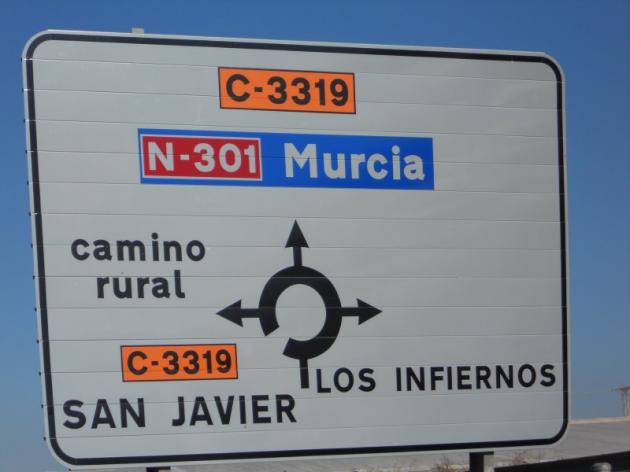 C-3319
N-301 Murcia
camino
rural
C-3319
LOS INFIERNOS
SAN JAVIER